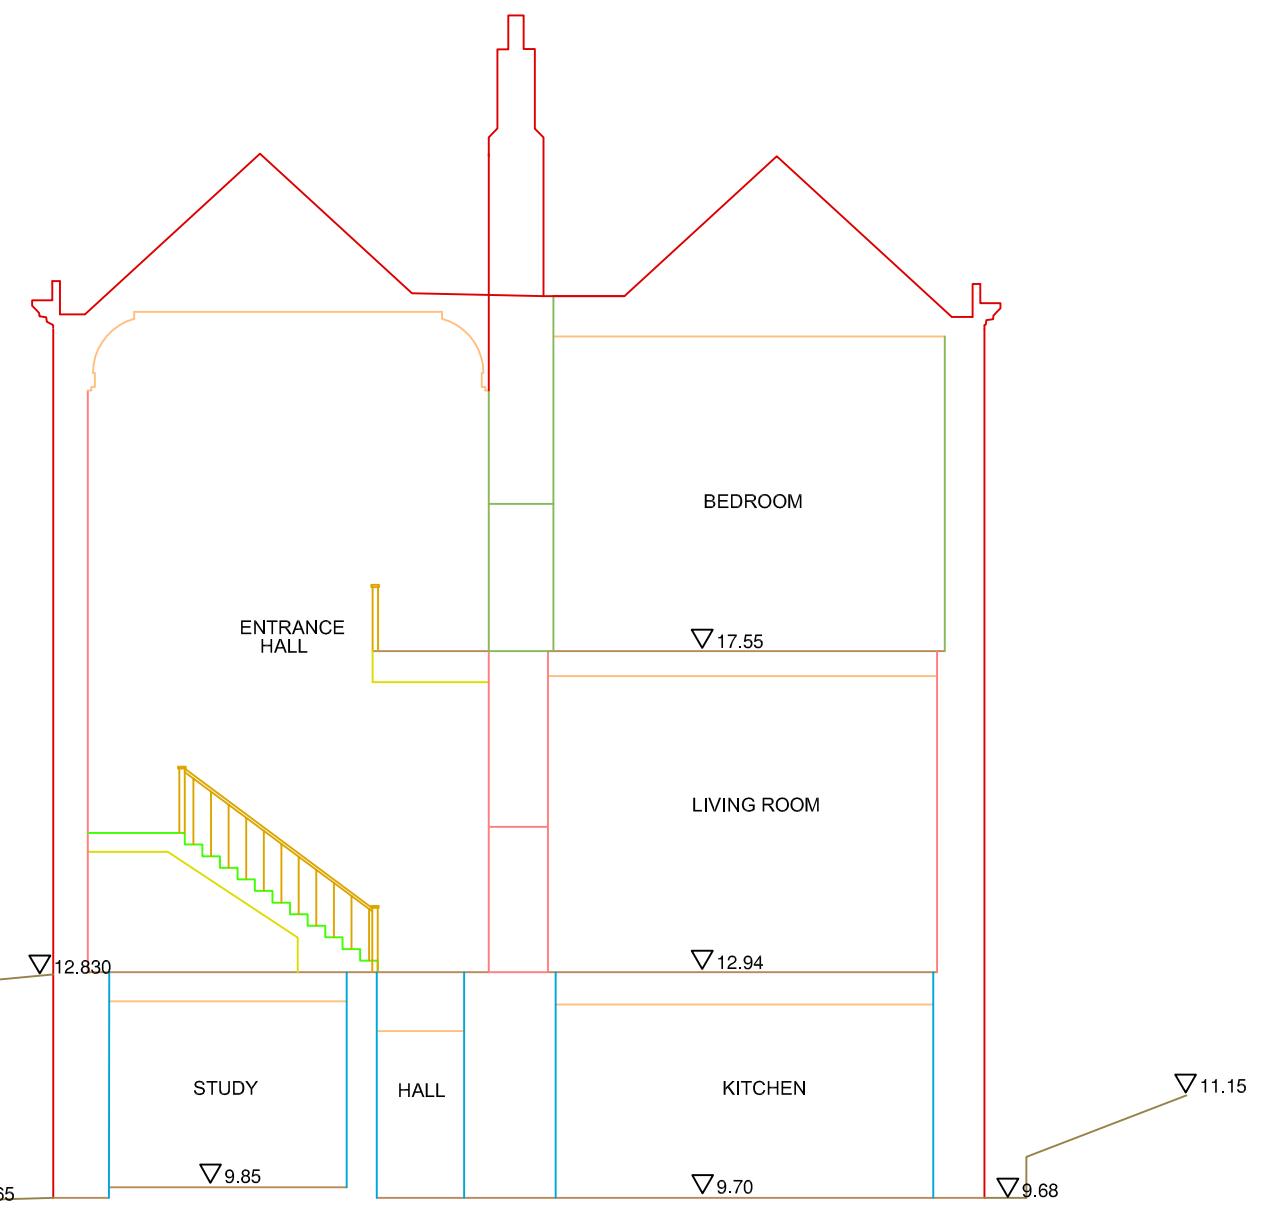 BEDROOM
ENTRANCE
HALL
17.55
LIVING ROOM
12.830
12.94
STUDY
HALL
KITCHEN
11.15
9.85
9.70
9.68
65